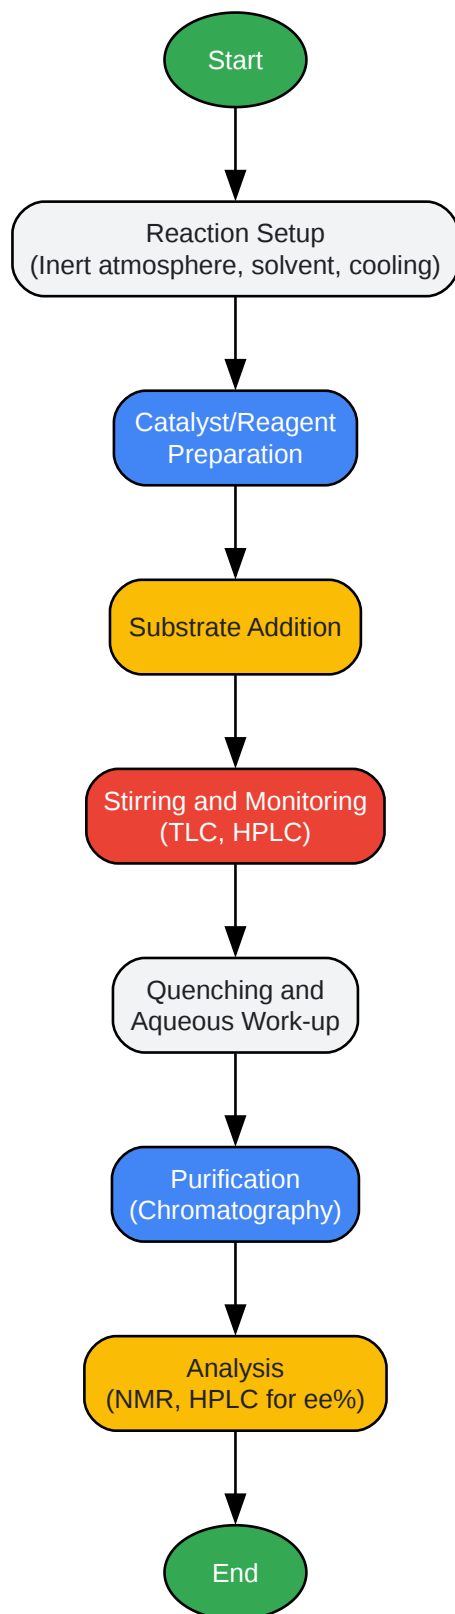 Start
Reaction Setup
(Inert atmosphere, solvent, cooling)
Catalyst/Reagent
Preparation
Substrate Addition
Stirring and Monitoring
(TLC, HPLC)
Quenching and
Aqueous Work-up
Purification
(Chromatography)
Analysis
(NMR, HPLC for ee%)
End